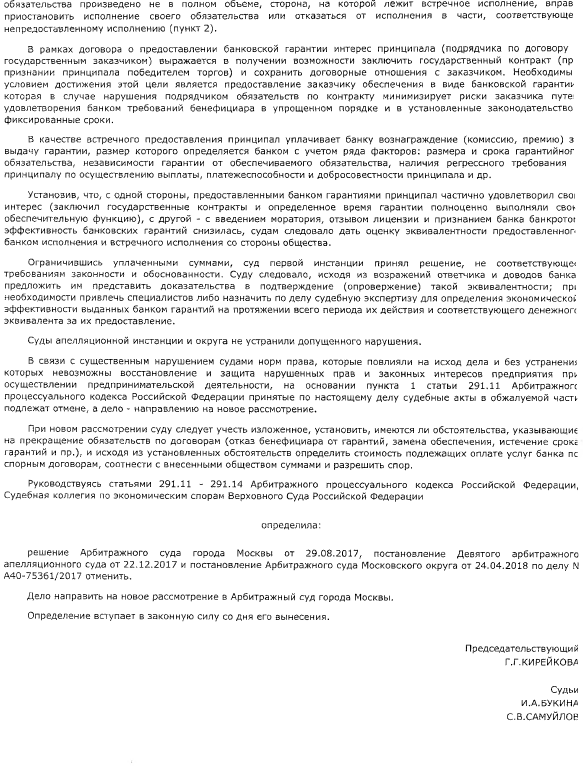 обязательства произведено не в полном объеме, сторона, на которой лежит встречное исполнение, вправ
приостановить исполнение своего обязательства или отказаться от исполнения в части, соответствующе
непредоставленному исполнению (пункт 2).
В рамках договора о предоставлении банковской гарантии интерес принципала (подрядчика по договору
государственным заказчиком) выражается в получении возможности заключить государственный контракт (пр
признании принципала победителем торгов) и сохранить договорные отношения с заказчиком. Необходимы
условием достижения этой цели является предоставление заказчику обеспечения в виде банковской гарантии
которая в случае нарушения подрядчиком обязательств по контракту минимизирует риски заказчика путе
удовлетворения банком требований бенефициара в упрощенном порядке и в установленные законодательство
фиксированные сроки.
В качестве встречного предоставления принципал уплачивает банку вознаграждение (комиссию, премию) з
выдачу гарантии, размер которого определяется банком с учетом ряда факторов: размера и срока гарантийног
обязательства, независимости гарантии от обеспечиваемого обязательства, наличия регрессного требования
принципалу по осуществлению выплаты, платежеспособности и добросовестности принципала и др.
Установив, что, с одной стороны, предоставленными банком гарантиями принципал частично удовлетворил сво
интерес (заключил государственные контракты и определенное время гарантии полноценно выполняли сво
обеспечительную функцию), с другой - с введением моратория, отзывом лицензии и признанием банка банкротом
эффективность банковских гарантий снизилась, судам следовало дать оценку эквивалентности предоставленног
банком исполнения и встречного исполнения со стороны общества.
Ограничившись уплаченными суммами, суд первой инстанции принял решение, не соответствующе
требованиям законности и обоснованности. Суду следовало, исходя из возражений ответчика и доводов банка
предложить им представить доказательства в подтверждение (опровержение) такой эквивалентности; при
необходимости привлечь специалистов либо назначить по делу судебную экспертизу для определения экономическо
эффективности выданных банком гарантий на протяжении всего периода их действия и соответствующего денежног
эквивалента за их предоставление.
Суды апелляционной инстанции и округа не устранили допущенного нарушения.
В связи с существенным нарушением судами норм права, которые повлияли на исход дела и без устранени
которых невозможны восстановление и защита нарушенных прав и законных интересов предприятия при
осуществлении предпринимательской деятельности, на основании пункта 1 статьи 291.11 Арбитражног
процессуального кодекса Российской Федерации принятые по настоящему делу судебные акты в обжалуемой части
подлежат отмене, а дело - направлению на новое рассмотрение.
При новом рассмотрении суду следует учесть изложенное, установить, имеются ли обстоятельства, указывающие
на прекращение обязательств по договорам (отказ бенефициара от гарантий, замена обеспечения, истечение срока
гарантий и пр.), и исходя из установленных обстоятельств определить стоимость подлежащих оплате услуг банка по
спорным договорам, соотнести с внесенными обществом суммами и разрешить спор.
Руководствуясь статьями 291.11 - 291.14 Арбитражного процессуального кодекса Российской Федерации,
Судебная коллегия по экономическим спорам Верховного Суда Российской Федерации
определила:
решение Арбитражного суда города Москвы от 29.08.2017, постановление Девятого арбитражного
апелляционного суда от 22.12.2017 и постановление Арбитражного суда Московского округа от 24.04.2018 по делу N
А40-75361/2017 отменить.
Дело направить на новое рассмотрение в Арбитражный суд города Москвы.
Определение вступает в законную силу со дня его вынесения.
Председательствующий
Г.Г.КИРЕЙКОВА
Судьи
И.А.БУКИНА
С.В.САМУЙЛОВ